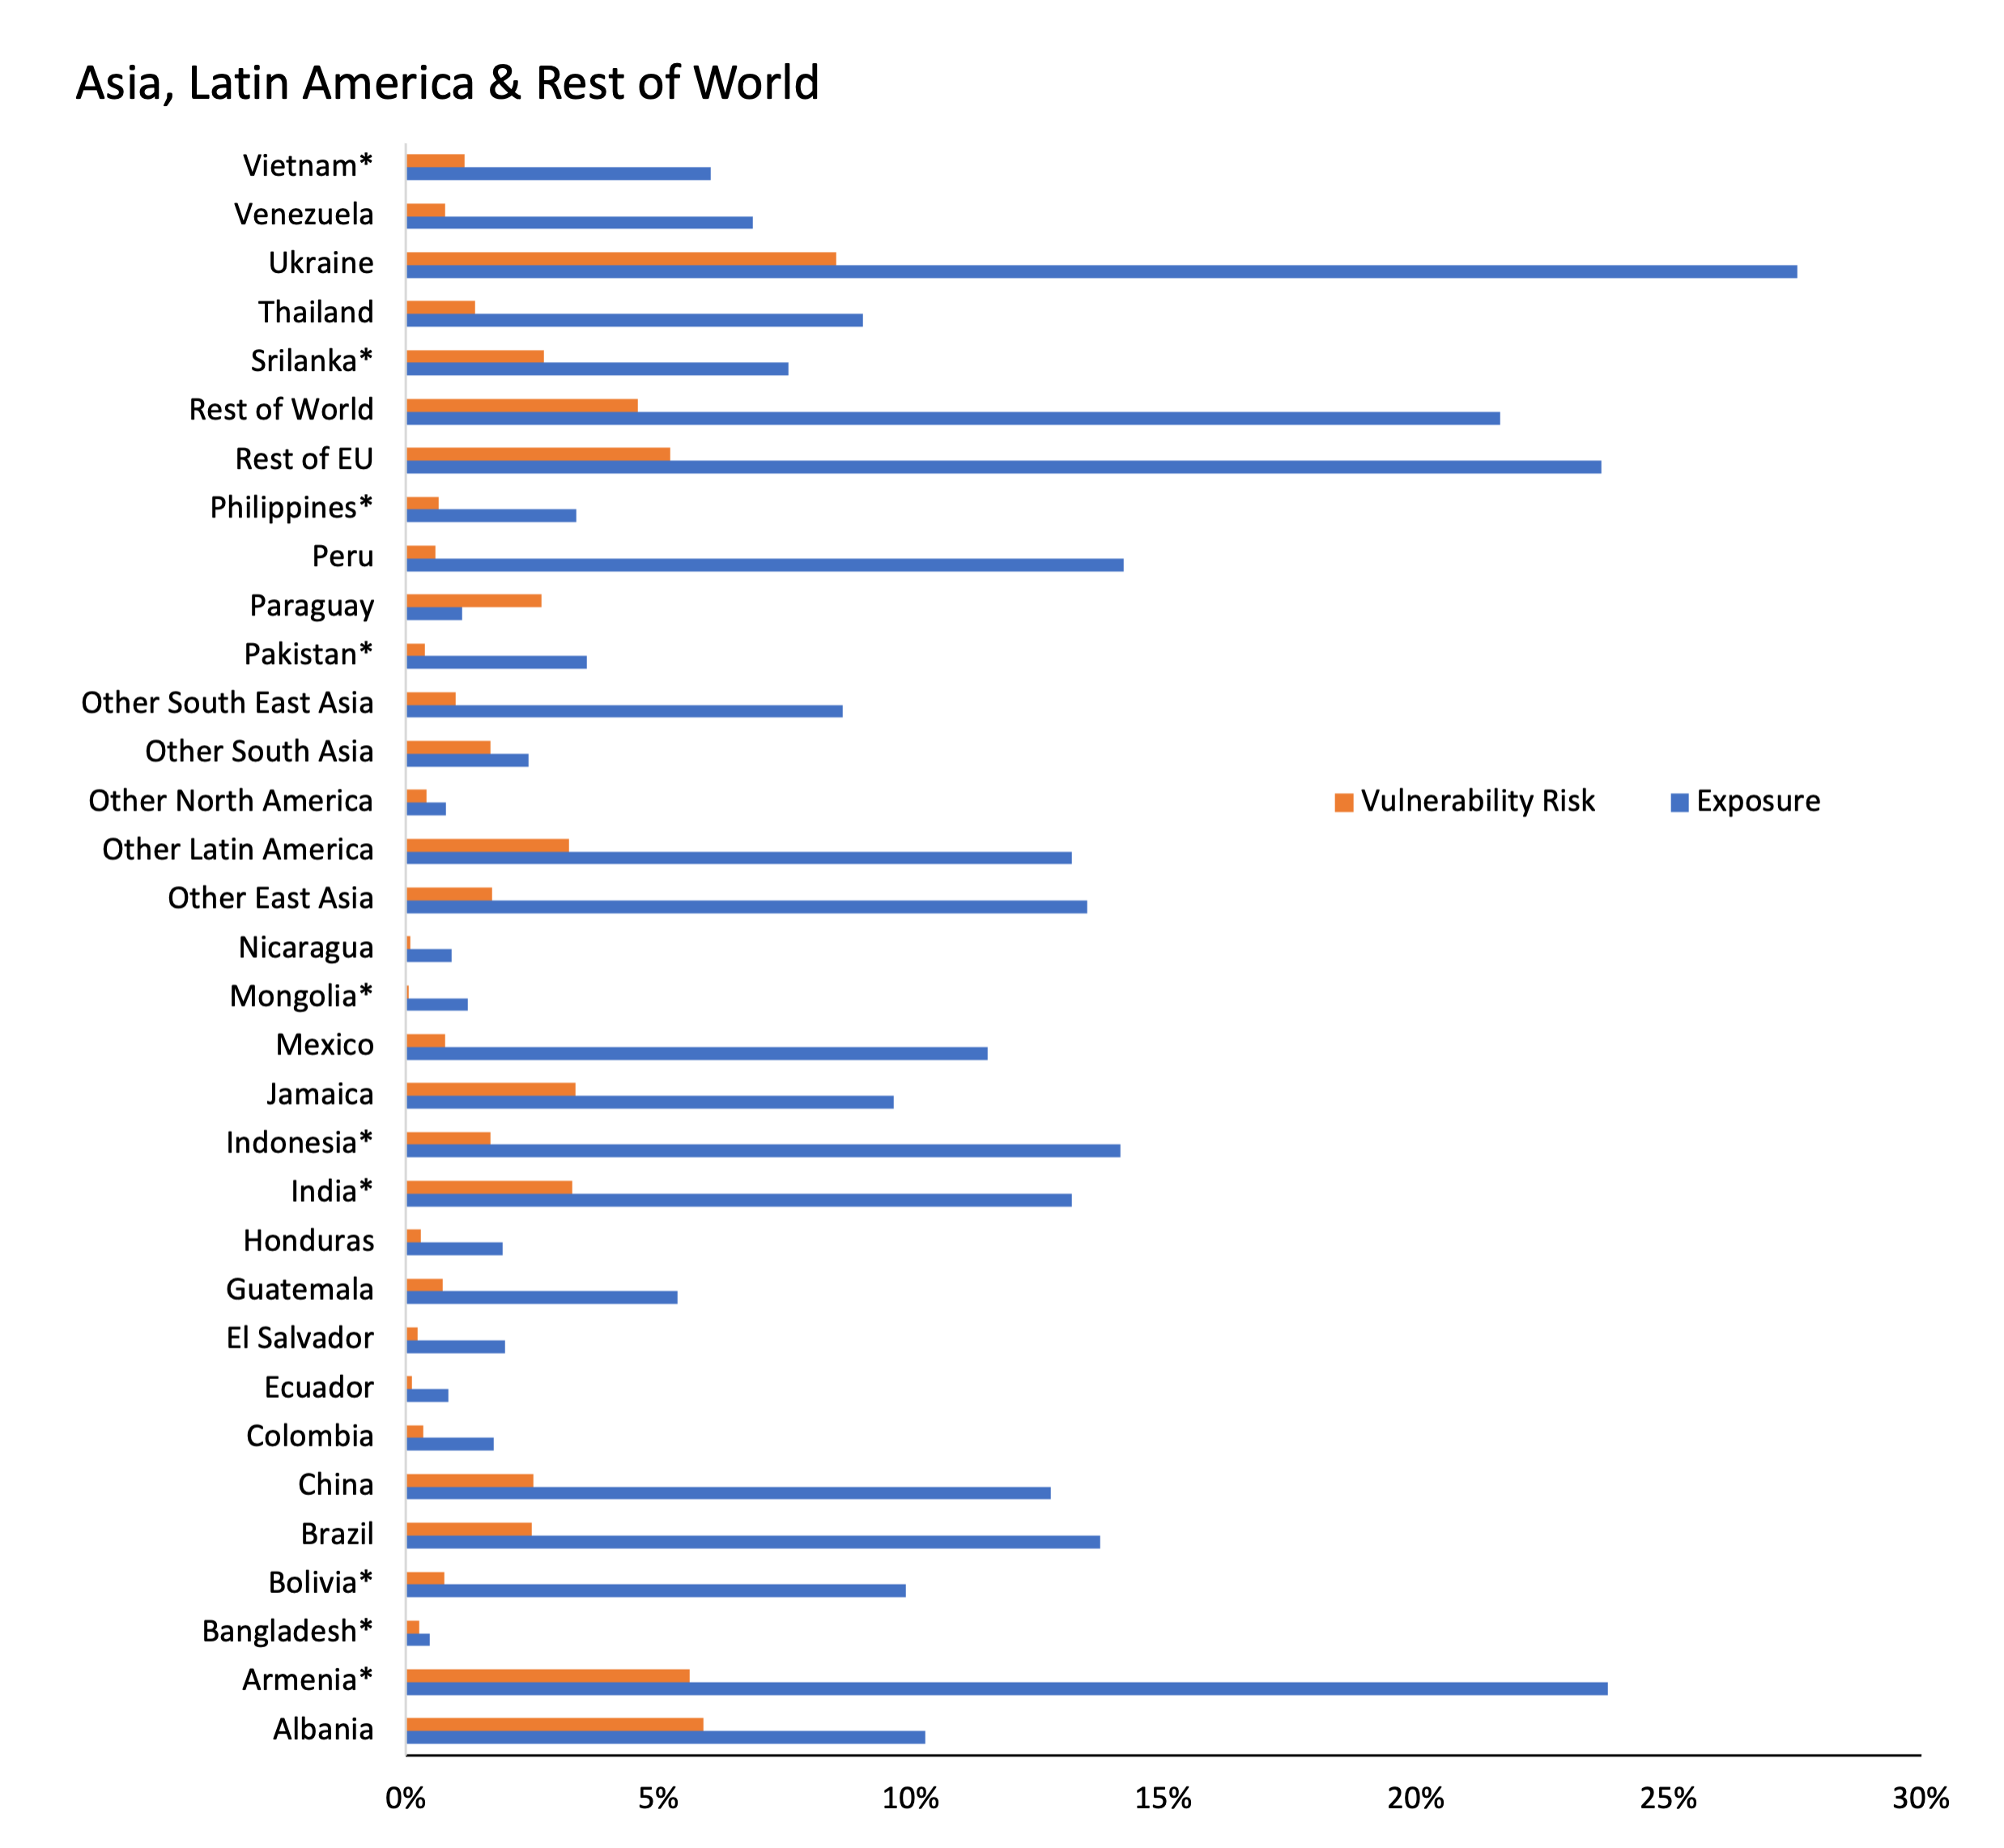 Asia, Latin America & Rest of World
Vietnam*
Venezuela
Ukraine
Thailand
Srilanka*
Rest of World
Rest of EU
Philippines*
Peru
Paraguay
Pakistan*
Other South East Asia
Other South Asia
Other North America
Vulnerability Risk Exposure
Other Latin America
Other East Asia
Nicaragua
Mongolia*
Mexico
Jamaica
Indonesia*
India*
Honduras
Guatemala
El Salvador
Ecuador
Colombia
China
Brazil
Bolivia*
Bangladesh*
Armenia*
Albania
0% 5% 10% 15% 20% 25% 30%